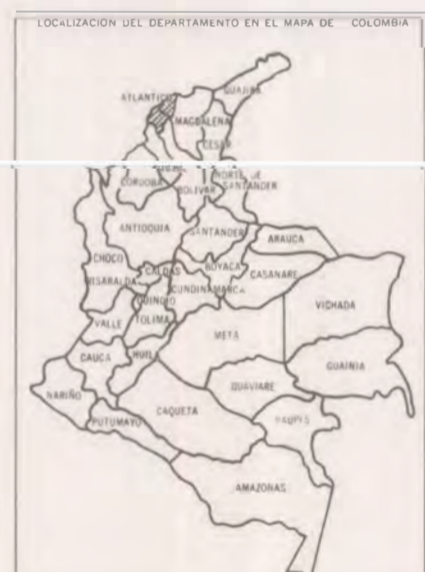 LOCALIZACION DEL DEPARTAMENTO EN EL MAPA DE COLOMBIA
GUAJIRA
ATLANTICO
MAGDALENA
CESAR
SUCRE
NORTE DE
SANTANDER
CORDOBA
BOLIVAR
ANTIOQUIA
SANTANDER
ARAUCA
CHOCO
BOYACA
CALDAS
CASANARE
RISARALDA
CUNDINAMARCA
QUINDIO
VICHADA
TOLIMA
VALLE
META
HUILA
CAUCA
GUAINIA
GUAVIARE
NARIÑO
CAQUETA
VAUPES
PUTUMAYO
AMAZONAS